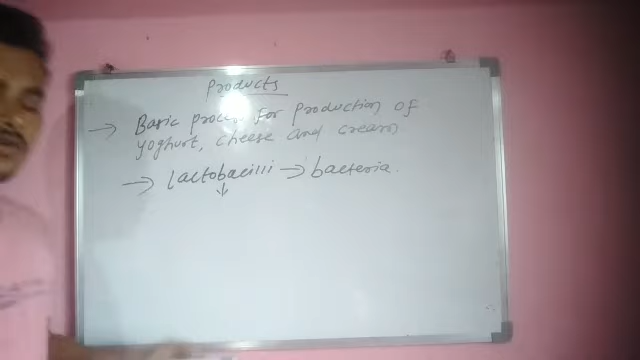 Products
→ Basic process for production of
yoghurt, cheese and cream
→ Lactobacilli → bacteria.
↓